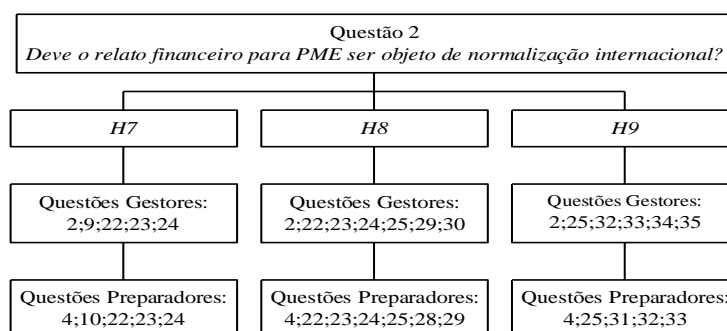 Questão 2
Deve o relato financeiro para PME ser objeto de normalização internacional?
H7
H8
H9
Questões Gestores:
2;9;22;23;24
Questões Gestores:
2;22;23;24;25;29;30
Questões Gestores:
2;25;32;33;34;35
Questões Preparadores:
4;10;22;23;24
Questões Preparadores:
4;22;23;24;25;28;29
Questões Preparadores:
4;25;31;32;33